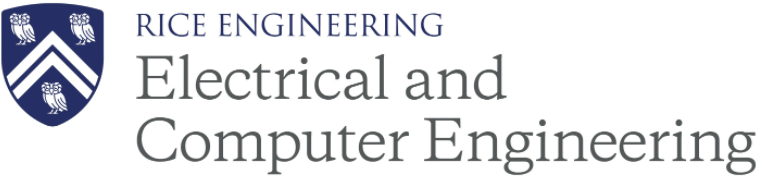 RICE ENGINEERING
Electrical and
Computer Engineering